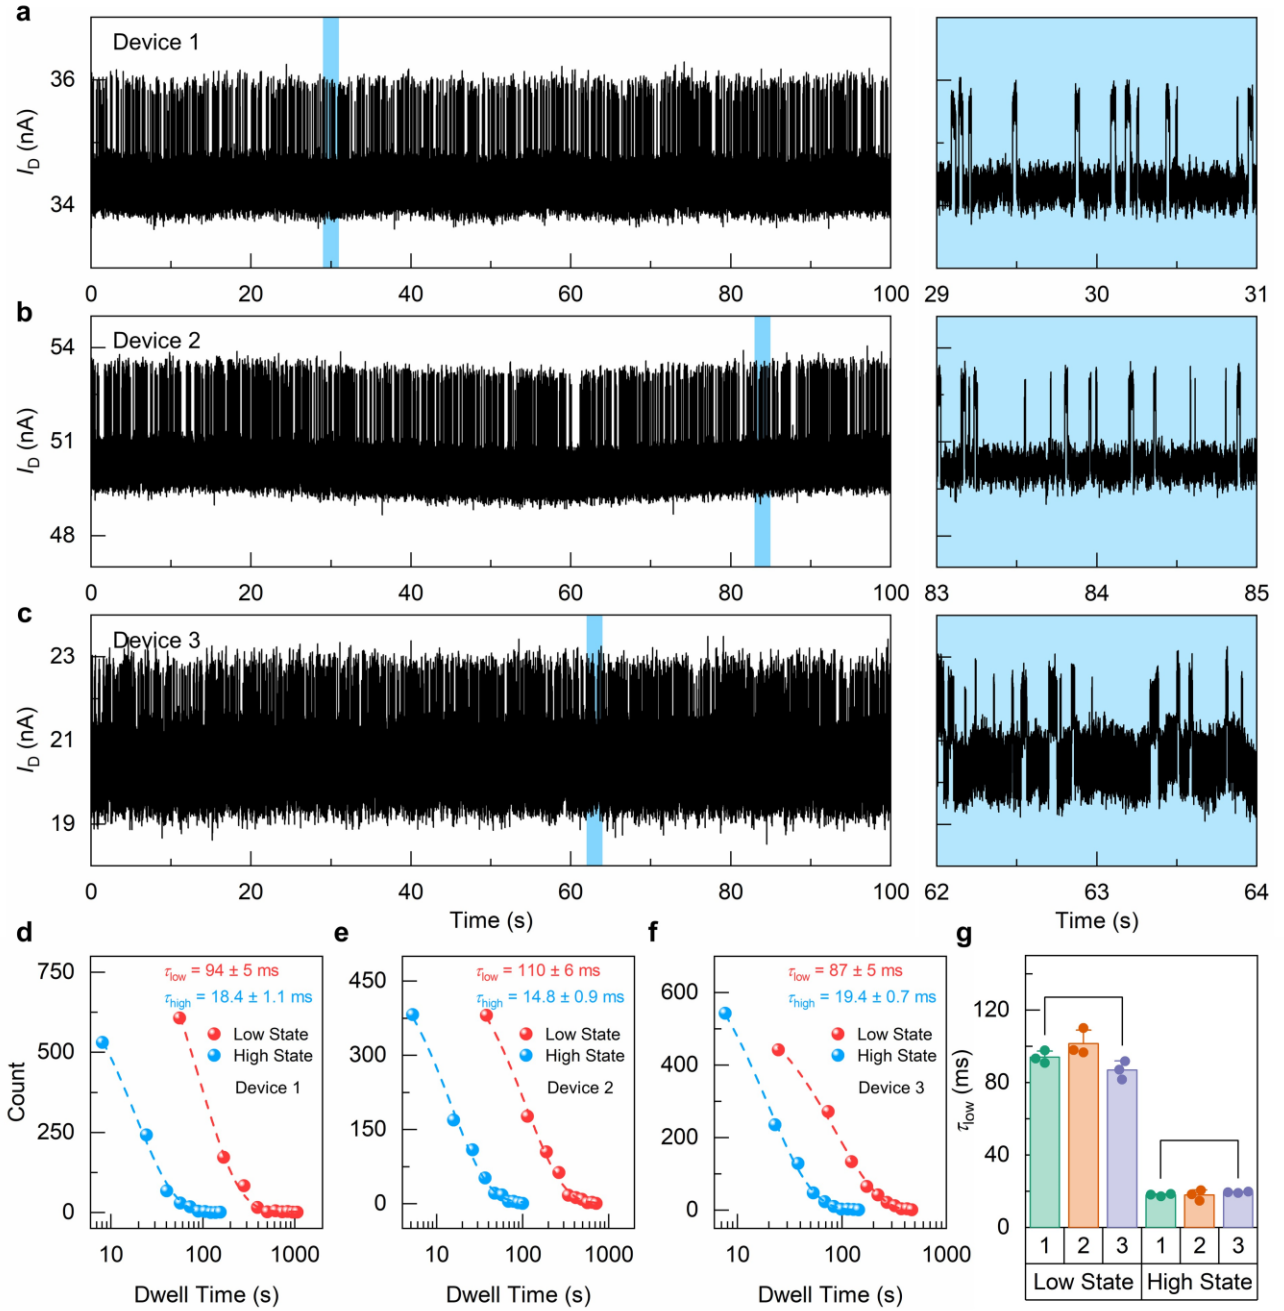 a
Device 1
36
34
I_D (nA)
0 20 40 60 80 100
29 30 31
b
Device 2
54
51
48
I_D (nA)
0 20 40 60 80 100
83 84 85
c
Device 3
23
21
19
I_D (nA)
0 20 40 60 80 100
62 63 64
Time (s)
Time (s)
d
τ_low = 94 ± 5 ms
τ_high = 18.4 ± 1.1 ms
Low State
High State
Device 1
750
500
250
0
Count
10 100 1000
Dwell Time (s)
e
τ_low = 110 ± 6 ms
τ_high = 14.8 ± 0.9 ms
Low State
High State
Device 2
450
300
150
0
10 100 1000
Dwell Time (s)
f
τ_low = 87 ± 5 ms
τ_high = 19.4 ± 0.7 ms
Low State
High State
Device 3
600
400
200
0
10 100 1000
Dwell Time (s)
g
120
80
40
0
τ_low (ms)
1 2 3 1 2 3
Low State High State